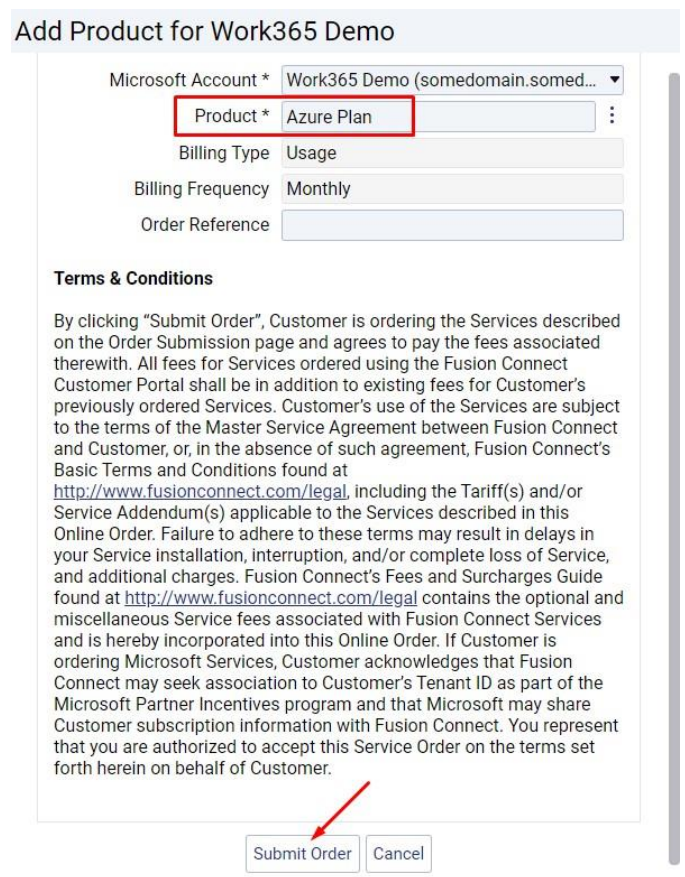 Add Product for Work365 Demo
Microsoft Account * Work365 Demo (somedomain.somed...
Product * Azure Plan
Billing Type Usage
Billing Frequency Monthly
Order Reference
Terms & Conditions
By clicking “Submit Order”, Customer is ordering the Services described
on the Order Submission page and agrees to pay the fees associated
therewith. All fees for Services ordered using the Fusion Connect
Customer Portal shall be in addition to existing fees for Customer’s
previously ordered Services. Customer’s use of the Services are subject
to the terms of the Master Service Agreement between Fusion Connect
and Customer, or, in the absence of such agreement, Fusion Connect’s
Basic Terms and Conditions found at
http://www.fusionconnect.com/legal, including the Tariff(s) and/or
Service Addendum(s) applicable to the Services described in this
Online Order. Failure to adhere to these terms may result in delays in
your Service installation, interruption, and/or complete loss of Service,
and additional charges. Fusion Connect’s Fees and Surcharges Guide
found at http://www.fusionconnect.com/legal contains the optional and
miscellaneous Service fees associated with Fusion Connect Services
and is hereby incorporated into this Online Order. If Customer is
ordering Microsoft Services, Customer acknowledges that Fusion
Connect may seek association to Customer’s Tenant ID as part of the
Microsoft Partner Incentives program and that Microsoft may share
Customer subscription information with Fusion Connect. You represent
that you are authorized to accept this Service Order on the terms set
forth herein on behalf of Customer.
Submit Order Cancel